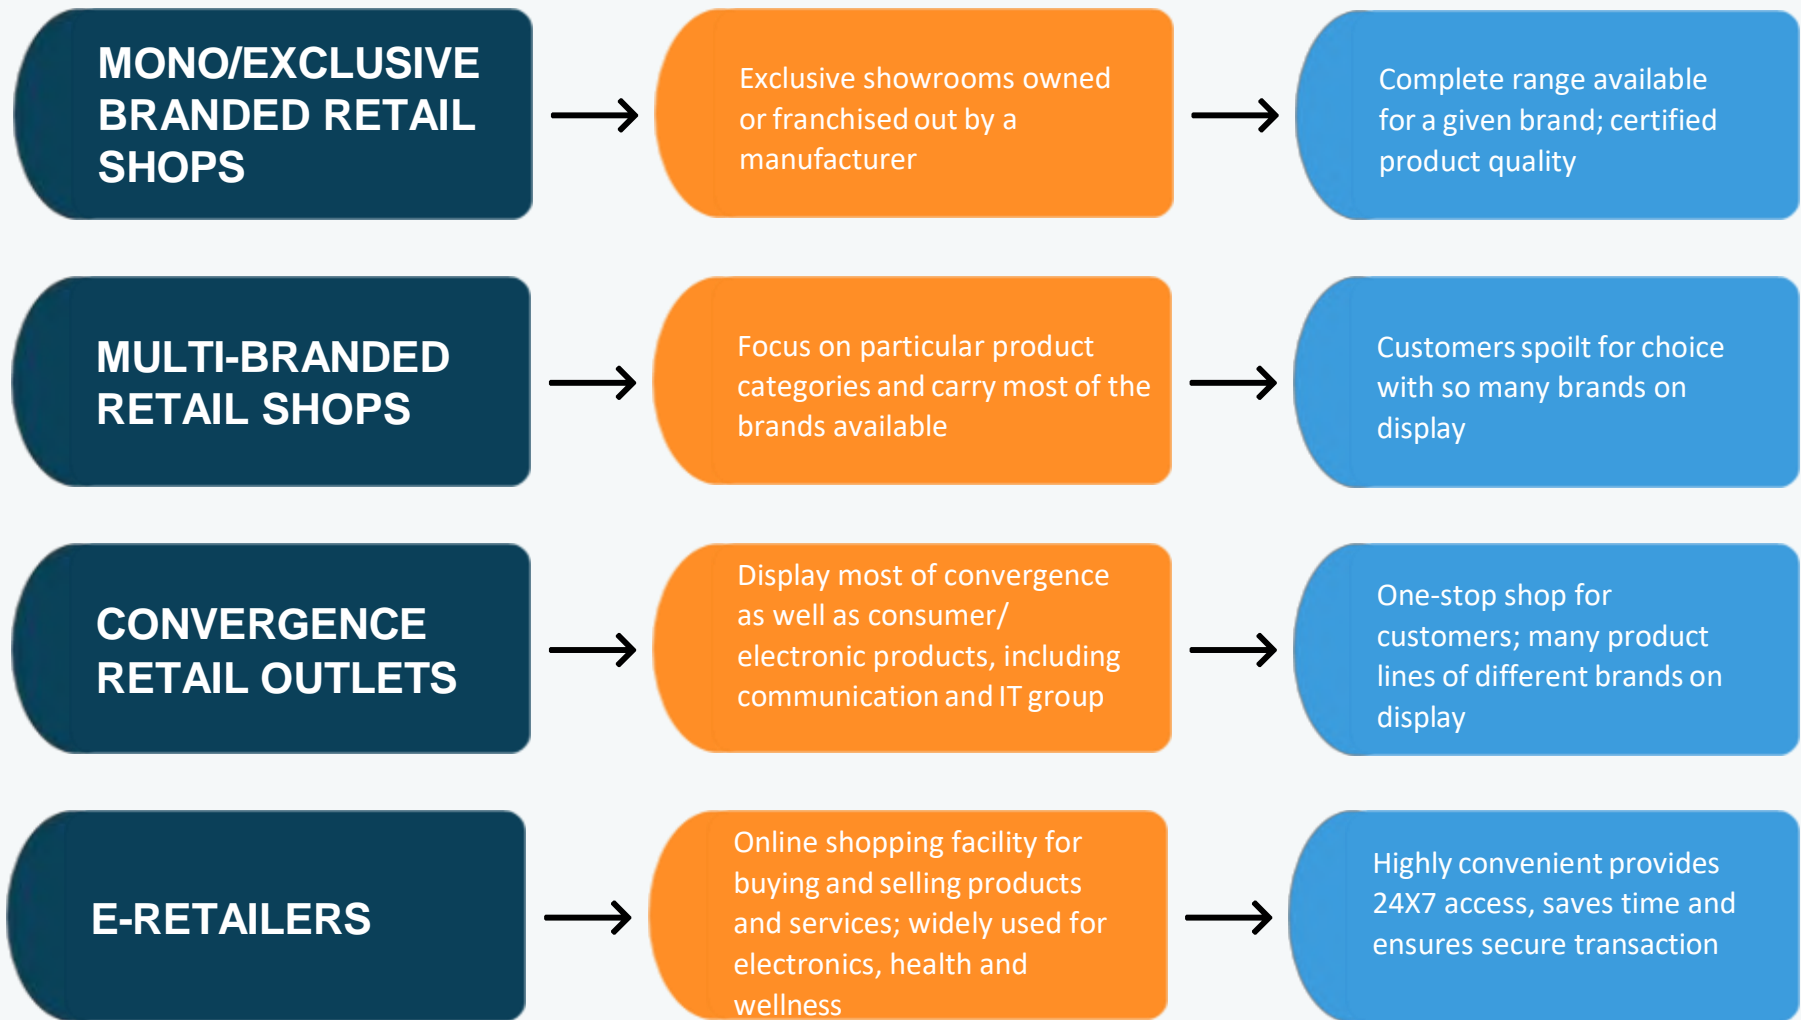 MONO/EXCLUSIVE
BRANDED RETAIL
SHOPS
Exclusive showrooms owned
or franchised out by a
manufacturer
Complete range available
for a given brand; certified
product quality
MULTI-BRANDED
RETAIL SHOPS
Focus on particular product
categories and carry most of the
brands available
Customers spoilt for choice
with so many brands on
display
CONVERGENCE
RETAIL OUTLETS
Display most of convergence
as well as consumer/
electronic products, including
communication and IT group
One-stop shop for
customers; many product
lines of different brands on
display
E-RETAILERS
Online shopping facility for
buying and selling products
and services; widely used for
electronics, health and
wellness
Highly convenient provides
24X7 access, saves time and
ensures secure transaction